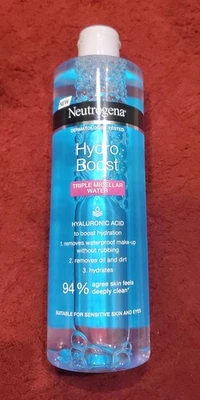 NEW
Neutrogena®
DERMATOLOGIST TESTED
Hydro
Boost
TRIPLE MICELLAR
WATER
HYALURONIC ACID
to boost hydration
1. removes waterproof make-up
without rubbing
2. removes oil and dirt
3. hydrates
94% agree skin feels
deeply clean*
SUITABLE FOR SENSITIVE SKIN AND EYES